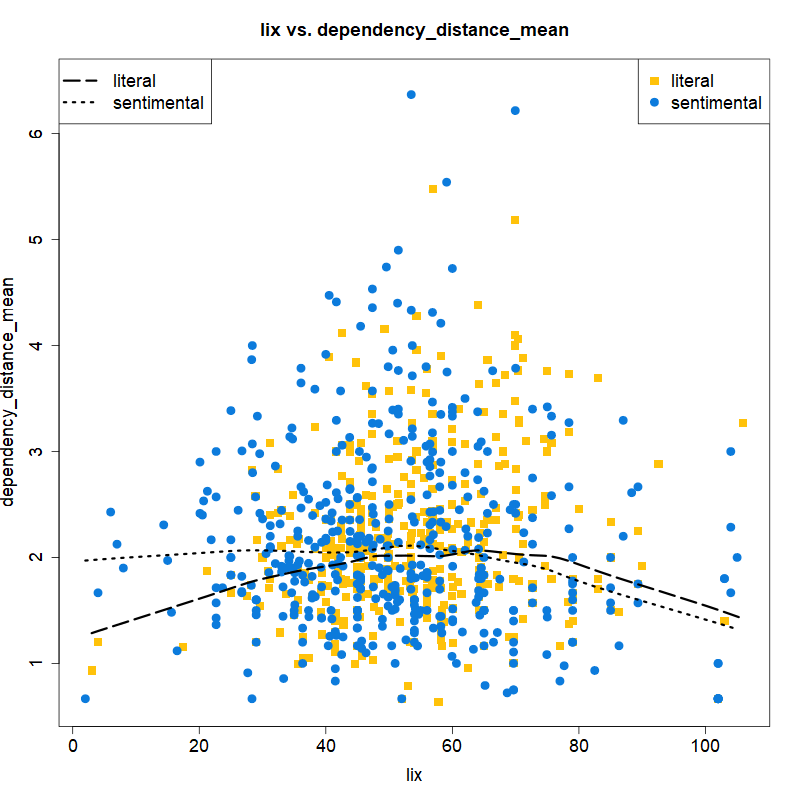 lix vs. dependency_distance_mean
literal
sentimental
literal
sentimental
dependency_distance_mean
6
5
4
3
2
1
0 20 40 60 80 100
lix